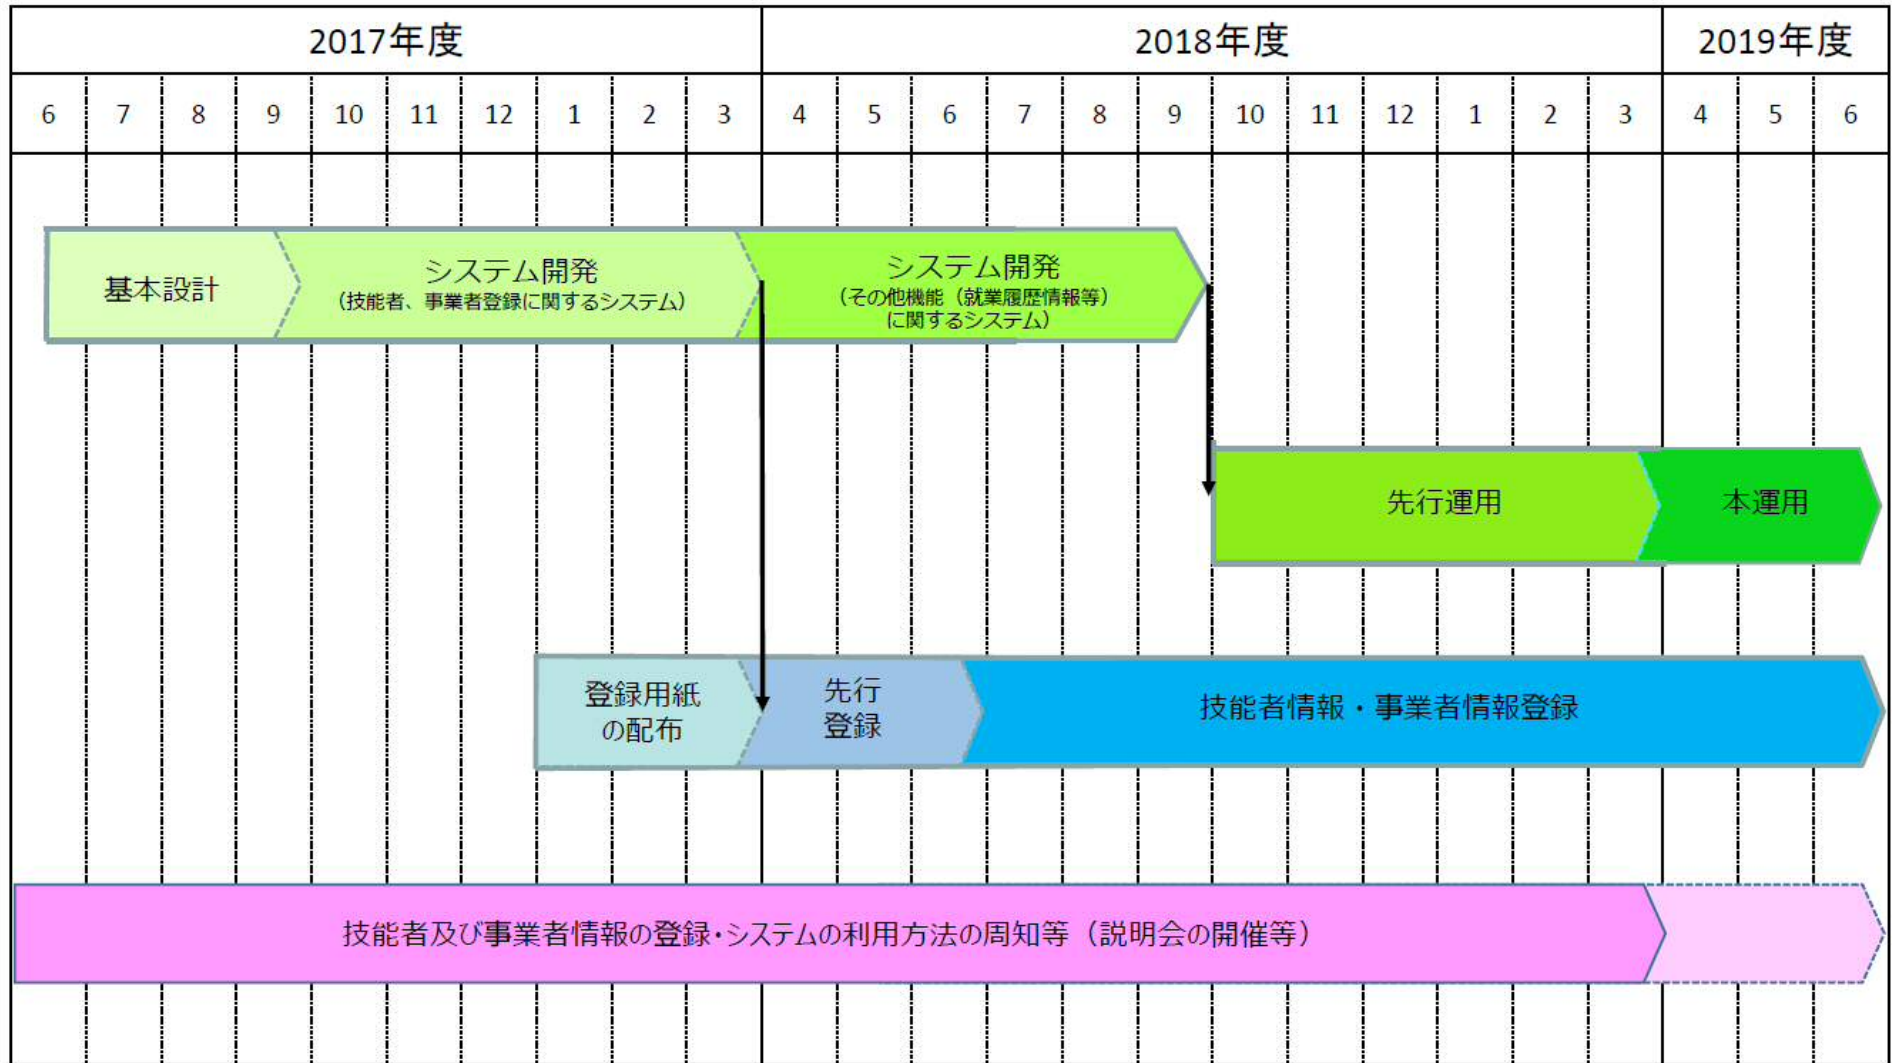 2017年度 2018年度 2019年度
6 7 8 9 10 11 12 1 2 3 4 5 6 7 8 9 10 11 12 1 2 3 4 5 6
基本設計
システム開発
(技能者、事業者登録に関するシステム)
システム開発
(その他機能（就業履歴情報等）
に関するシステム)
先行運用
本運用
登録用紙
の配布
先行
登録
技能者情報・事業者情報登録
技能者及び事業者情報の登録・システムの利用方法の周知等（説明会の開催等）